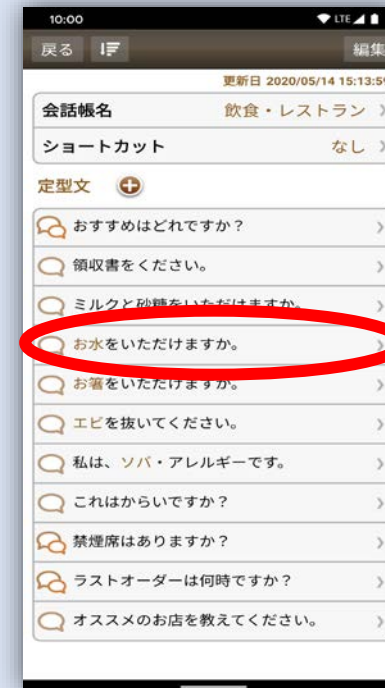 10:00 LTE
戻る 編集
更新日 2020/05/14 15:13:59
会話帳名 飲食・レストラン
ショートカット なし
定型文
おすすめはどれですか？
領収書をください。
ミルクと砂糖をいただけますか。
お水をいただけますか。
お箸をいただけますか。
エビを抜いてください。
私は、ソバ・アレルギーです。
これはからいですか？
禁煙席はありますか？
ラストオーダーは何時ですか？
オススメのお店を教えてください。